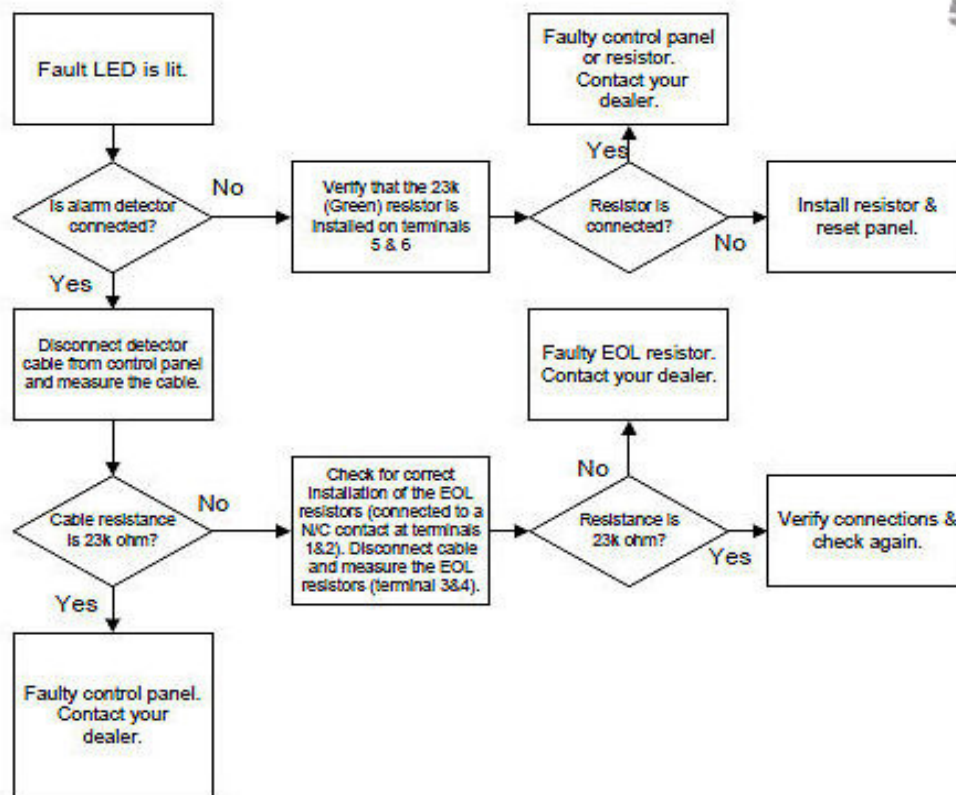 Fault LED is lit.
Faulty control panel
or resistor.
Contact your
dealer.
Is alarm detector
connected?
No
Verify that the 23k
(Green) resistor is
installed on terminals
5 & 6
Yes
Resistor is
connected?
No
Install resistor &
reset panel.
Yes
Disconnect detector
cable from control panel
and measure the cable.
Faulty EOL resistor.
Contact your dealer.
Cable resistance
is 23k ohm?
No
Check for correct
installation of the EOL
resistors (connected to a
N/C contact at terminals
1&2). Disconnect cable
and measure the EOL
resistors (terminal 3&4).
No
Resistance is
23k ohm?
Yes
Verify connections &
check again.
Yes
Faulty control panel.
Contact your
dealer.